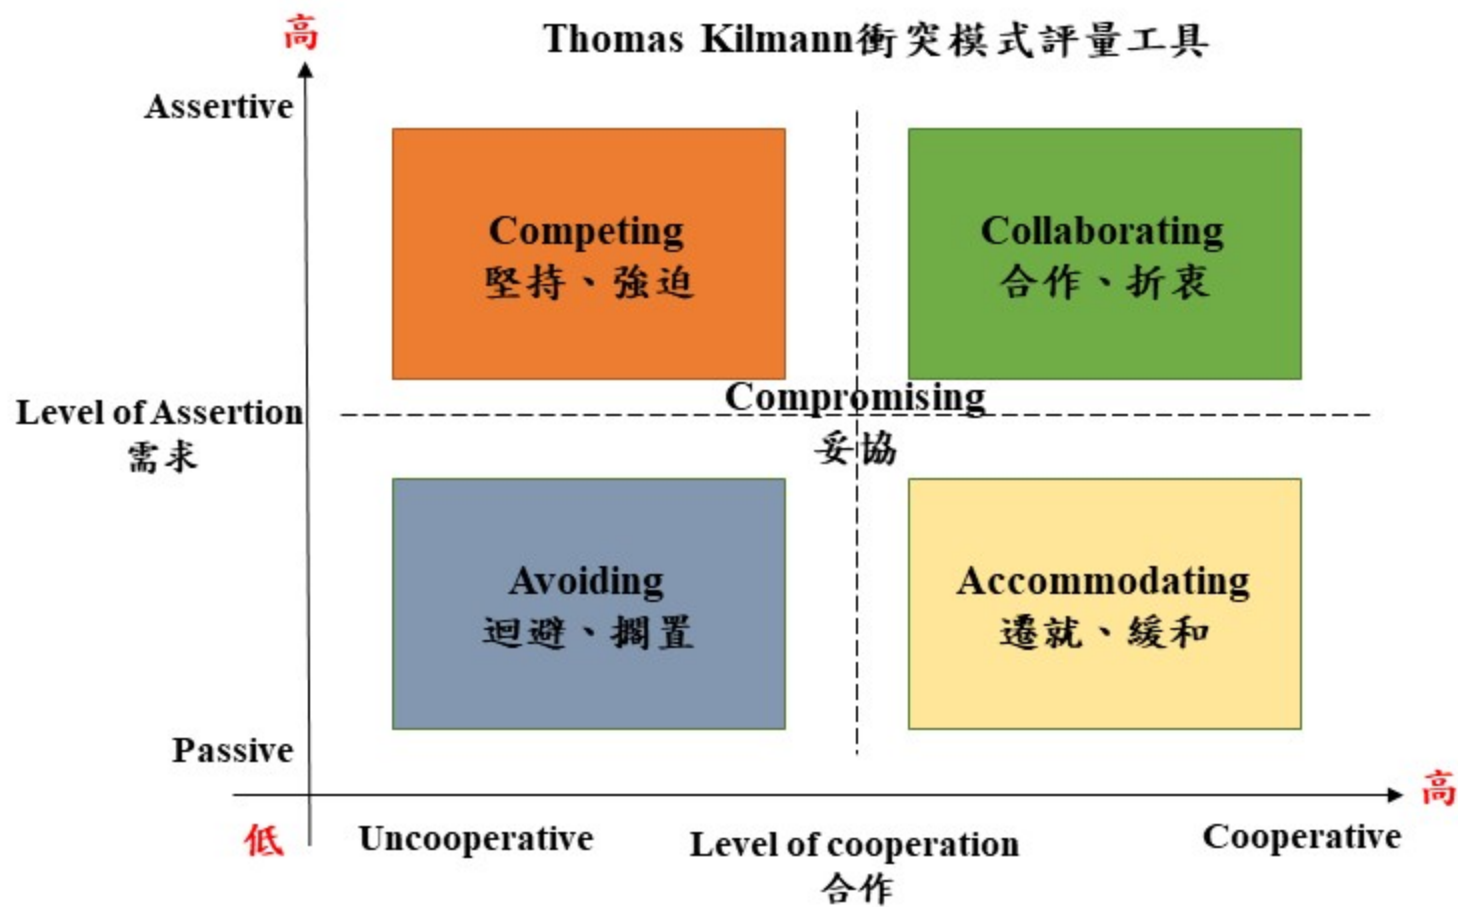 高
Thomas Kilmann衝突模式評量工具
Assertive
Competing
堅持、強迫
Collaborating
合作、折衷
Compromising
妥協
Level of Assertion
需求
Avoiding
迴避、擱置
Accommodating
遷就、緩和
Passive
高
低
Uncooperative
Level of cooperation
合作
Cooperative